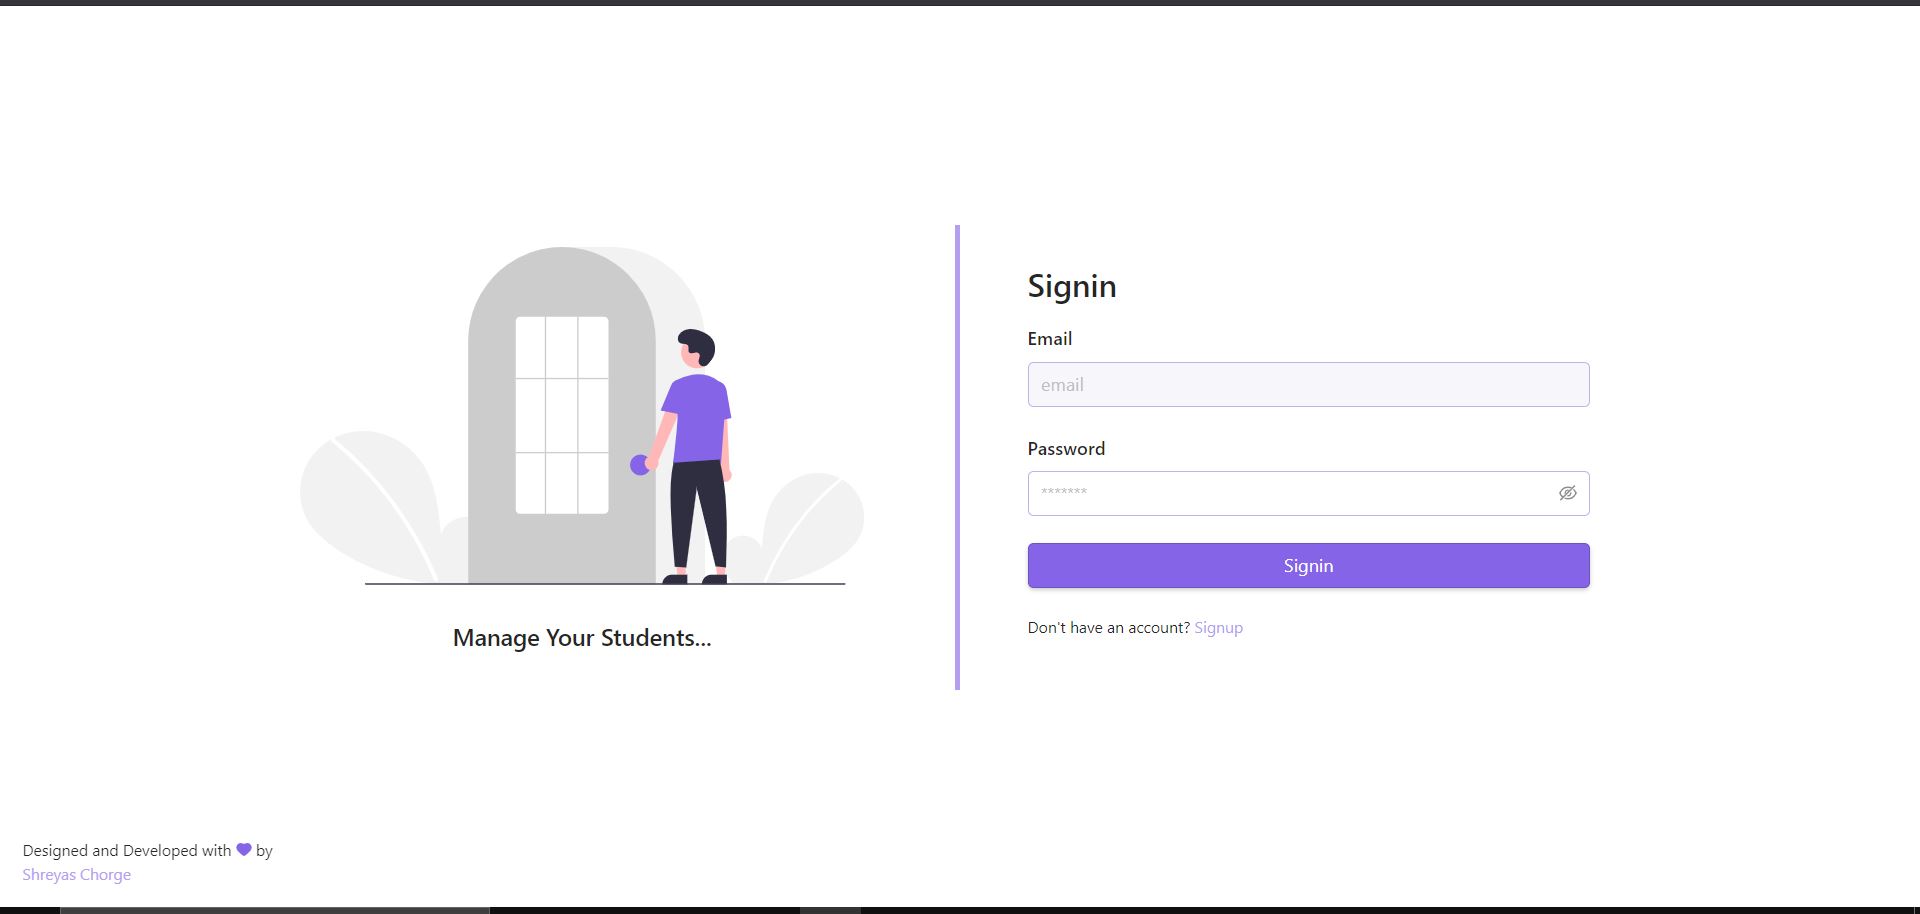 Signin
Email
email
Password
*******
Signin
Don't have an account? Signup
Manage Your Students...
Designed and Developed with 💜 by
Shreyas Chorge